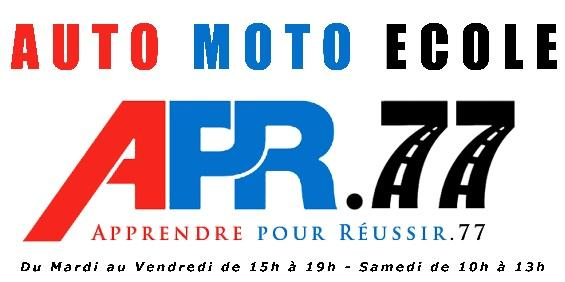 AUTO MOTO ECOLE
APR.77
APPRENDRE POUR RÉUSSIR.77
Du Mardi au Vendredi de 15h à 19h - Samedi de 10h à 13h